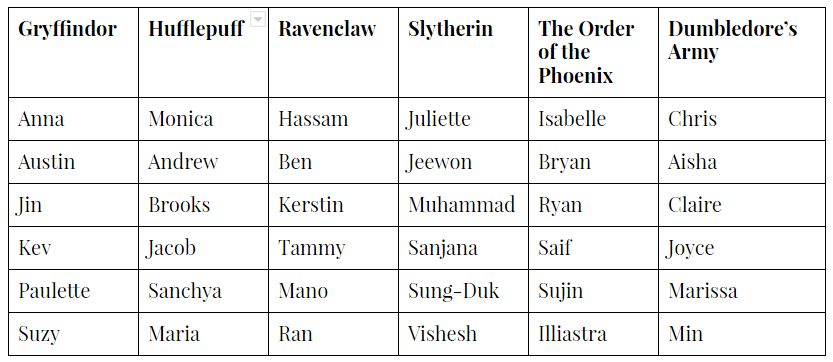 Gryffindor Hufflepuff Ravenclaw Slytherin The Order of the Phoenix Dumbledore’s Army
Anna Monica Hassam Juliette Isabelle Chris
Austin Andrew Ben Jeewon Bryan Aisha
Jin Brooks Kerstin Muhammad Ryan Claire
Kev Jacob Tammy Sanjana Saif Joyce
Paulette Sanchya Mano Sung-Duk Sujin Marissa
Suzy Maria Ran Vishesh Illiastra Min